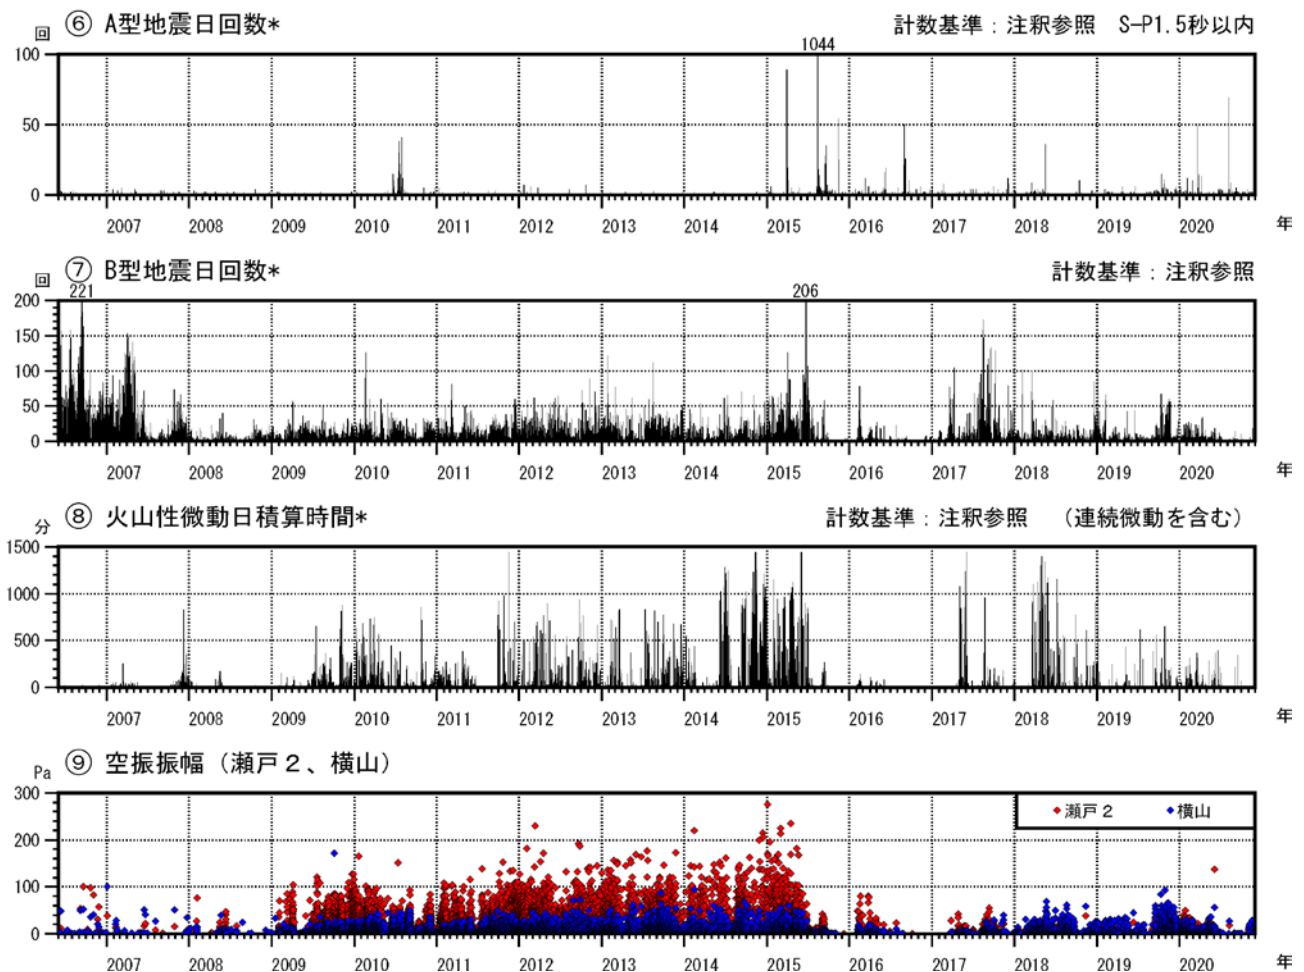 回 ⑥ A型地震日回数* 計数基準：注釈参照 S-P1.5秒以内
1044
100
50
0
2007 2008 2009 2010 2011 2012 2013 2014 2015 2016 2017 2018 2019 2020 年
回 ⑦ B型地震日回数* 計数基準：注釈参照
221 206
200
150
100
50
0
2007 2008 2009 2010 2011 2012 2013 2014 2015 2016 2017 2018 2019 2020 年
分 ⑧ 火山性微動日積算時間* 計数基準：注釈参照 （連続微動を含む）
1500
1000
500
0
2007 2008 2009 2010 2011 2012 2013 2014 2015 2016 2017 2018 2019 2020 年
Pa ⑨ 空振振幅（瀬戸２、横山）
300
瀬戸２ 横山
200
100
0
2007 2008 2009 2010 2011 2012 2013 2014 2015 2016 2017 2018 2019 2020 年